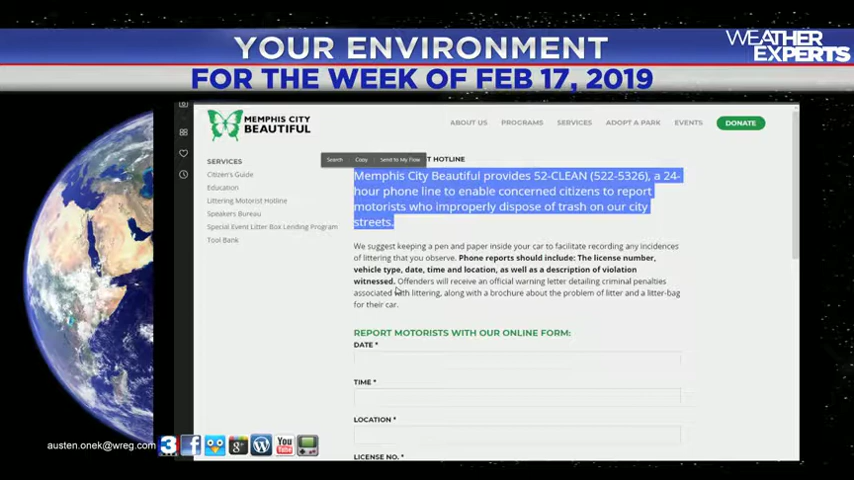 YOUR ENVIRONMENT
FOR THE WEEK OF FEB 17, 2019
WEATHER
EXPERTS
MEMPHIS CITY
BEAUTIFUL
ABOUT US
PROGRAMS
SERVICES
ADOPT A PARK
EVENTS
DONATE
SERVICES
Citizen's Guide
Education
Littering Motorist Hotline
Speakers Bureau
Special Event Litter Box Lending Program
Tool Bank
Search
Copy
Send to My Flow
HOTLINE
Memphis City Beautiful provides 52-CLEAN (522-5326), a 24-
hour phone line to enable concerned citizens to report
motorists who improperly dispose of trash on our city
streets.
We suggest keeping a pen and paper inside your car to facilitate recording any incidences
of littering that you observe. Phone reports should include: The license number,
vehicle type, date, time and location, as well as a description of violation
witnessed. Offenders will receive an official warning letter detailing criminal penalties
associated with littering, along with a brochure about the problem of litter and a litter-bag
for their car.
REPORT MOTORISTS WITH OUR ONLINE FORM:
DATE *
TIME *
LOCATION *
LICENSE NO. *
austen.onek@wreg.com
3
f
g+
W
You
Tube